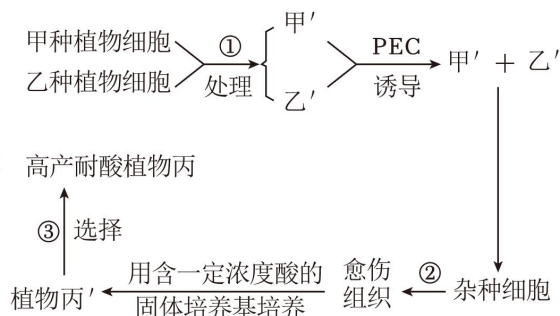 甲种植物细胞
乙种植物细胞
①
处理
甲′
乙′
PEC
诱导
甲′ + 乙′
杂种细胞
②
愈伤
组织
用含一定浓度酸的
固体培养基培养
植物丙′
③ 选择
高产耐酸植物丙